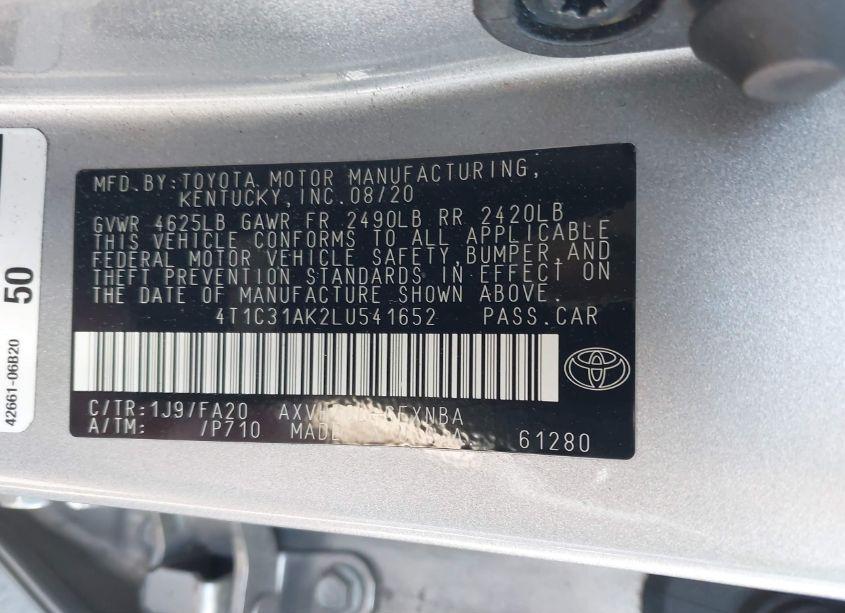 MFD.BY:TOYOTA MOTOR MANUFACTURING,
KENTUCKY,INC.08/20
GVWR 4625LB GAWR FR 2490LB RR 2420LB
THIS VEHICLE CONFORMS TO ALL APPLICABLE
FEDERAL MOTOR VEHICLE SAFETY,BUMPER,AND
THEFT PREVENTION STANDARDS IN EFFECT ON
THE DATE OF MANUFACTURE SHOWN ABOVE.
4T1C31AK2LU541652 PASS.CAR
C/TR:1J9/FA20
A/TM: /P710 MADE
61280
50
42661-06B20